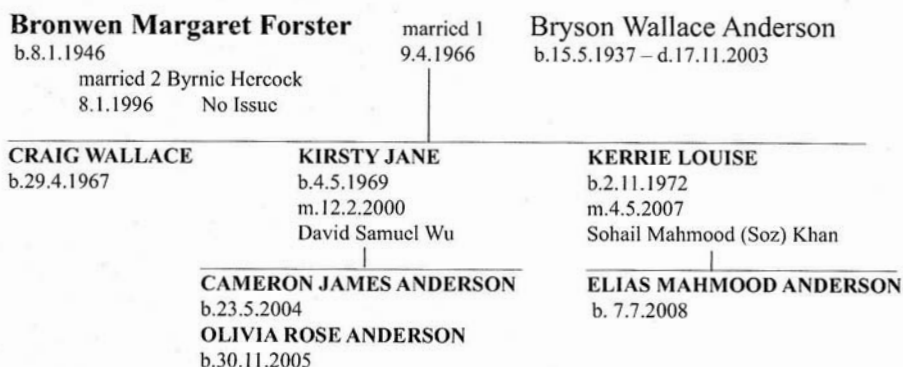 Bronwen Margaret Forster married 1 Bryson Wallace Anderson
b.8.1.1946 9.4.1966 b.15.5.1937 – d.17.11.2003
married 2 Byrnic Hercock
8.1.1996 No Issue
CRAIG WALLACE KIRSTY JANE KERRIE LOUISE
b.29.4.1967 b.4.5.1969 b.2.11.1972
m.12.2.2000 m.4.5.2007
David Samuel Wu Sohail Mahmood (Soz) Khan
CAMERON JAMES ANDERSON ELIAS MAHMOOD ANDERSON
b.23.5.2004 b. 7.7.2008
OLIVIA ROSE ANDERSON
b.30.11.2005